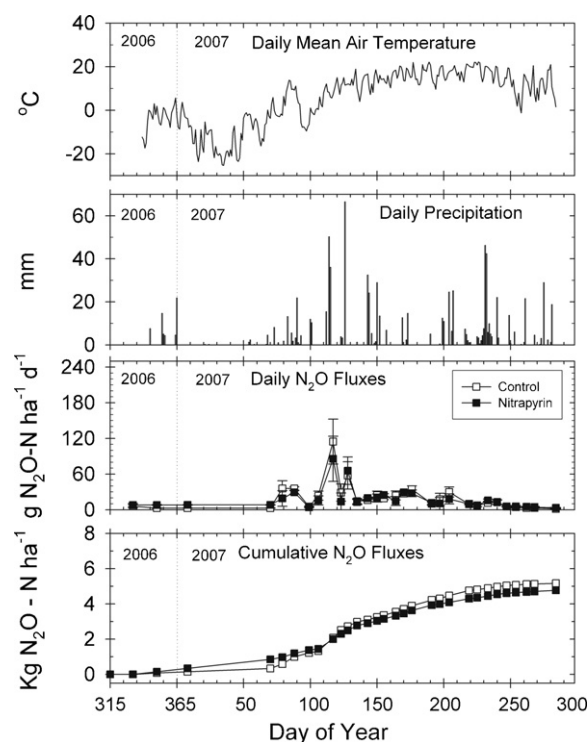 2006 2007 Daily Mean Air Temperature
°C
40
20
0
-20
2006 2007 Daily Precipitation
mm
60
40
20
0
2006 2007 Daily N₂O Fluxes
g N₂O-N ha⁻¹ d⁻¹
240
180
120
60
0
Control
Nitrapyrin
2006 2007 Cumulative N₂O Fluxes
Kg N₂O - N ha⁻¹
8
6
4
2
0
315 365 50 100 150 200 250 300
Day of Year